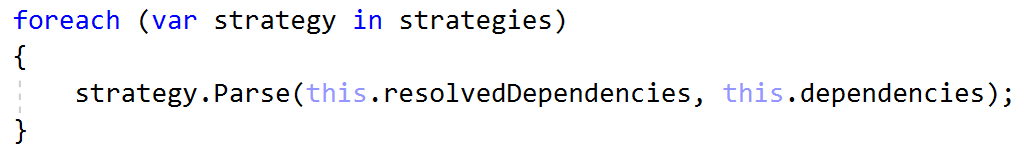 foreach (var strategy in strategies)
{
    strategy.Parse(this.resolvedDependencies, this.dependencies);
}